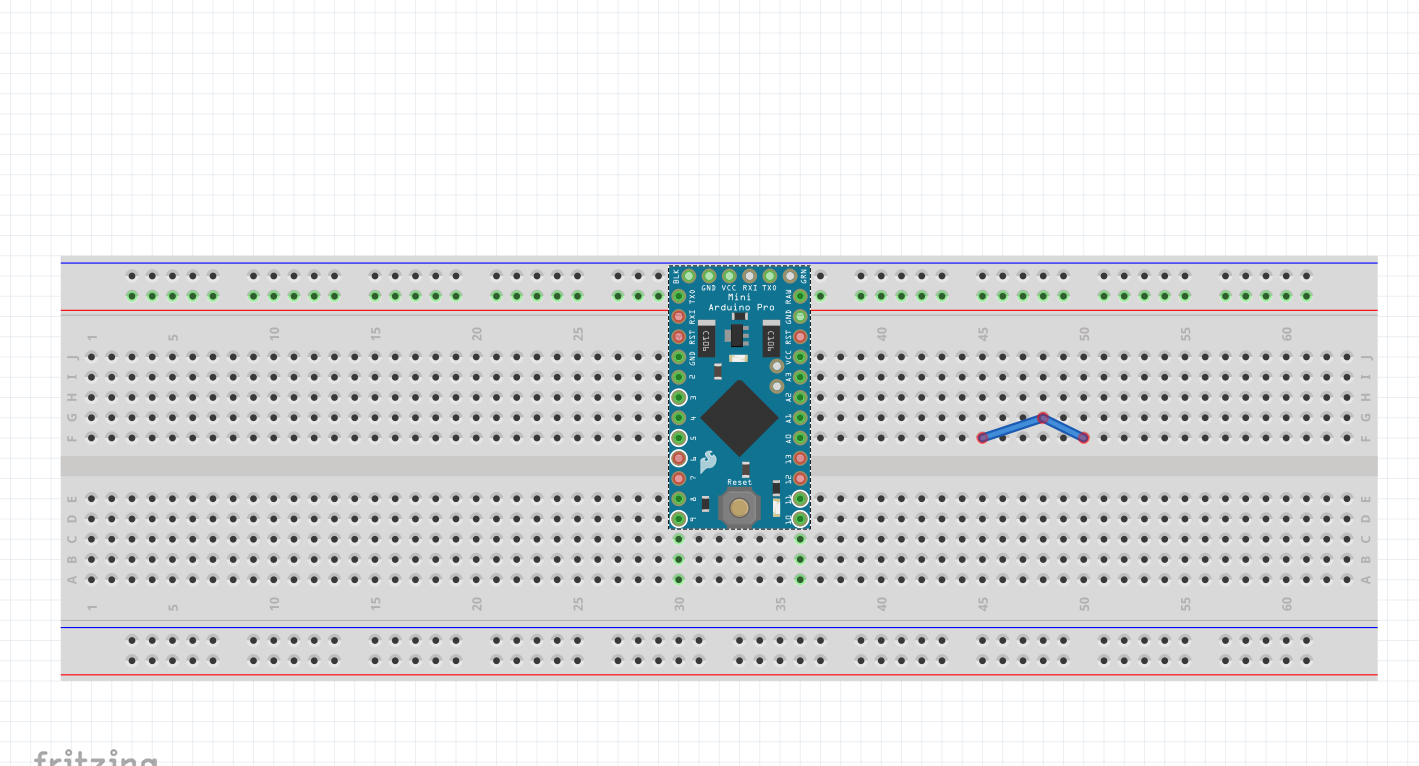 BLK GND VCC RXI TXO GRN
Mini
Arduino Pro
TXO RAW
RXI GND
RST RST
GND VCC
2 A3
3 A2
4 A1
5 A0
6 13
7 12
8 11
9 10
C10P C10P
Reset
1 5 10 15 20 25 40 45 50 55 60
J J
I I
H H
G G
F F
E E
D D
C C
B B
A A
1 5 10 15 20 25 30 35 40 45 50 55 60
fritzing